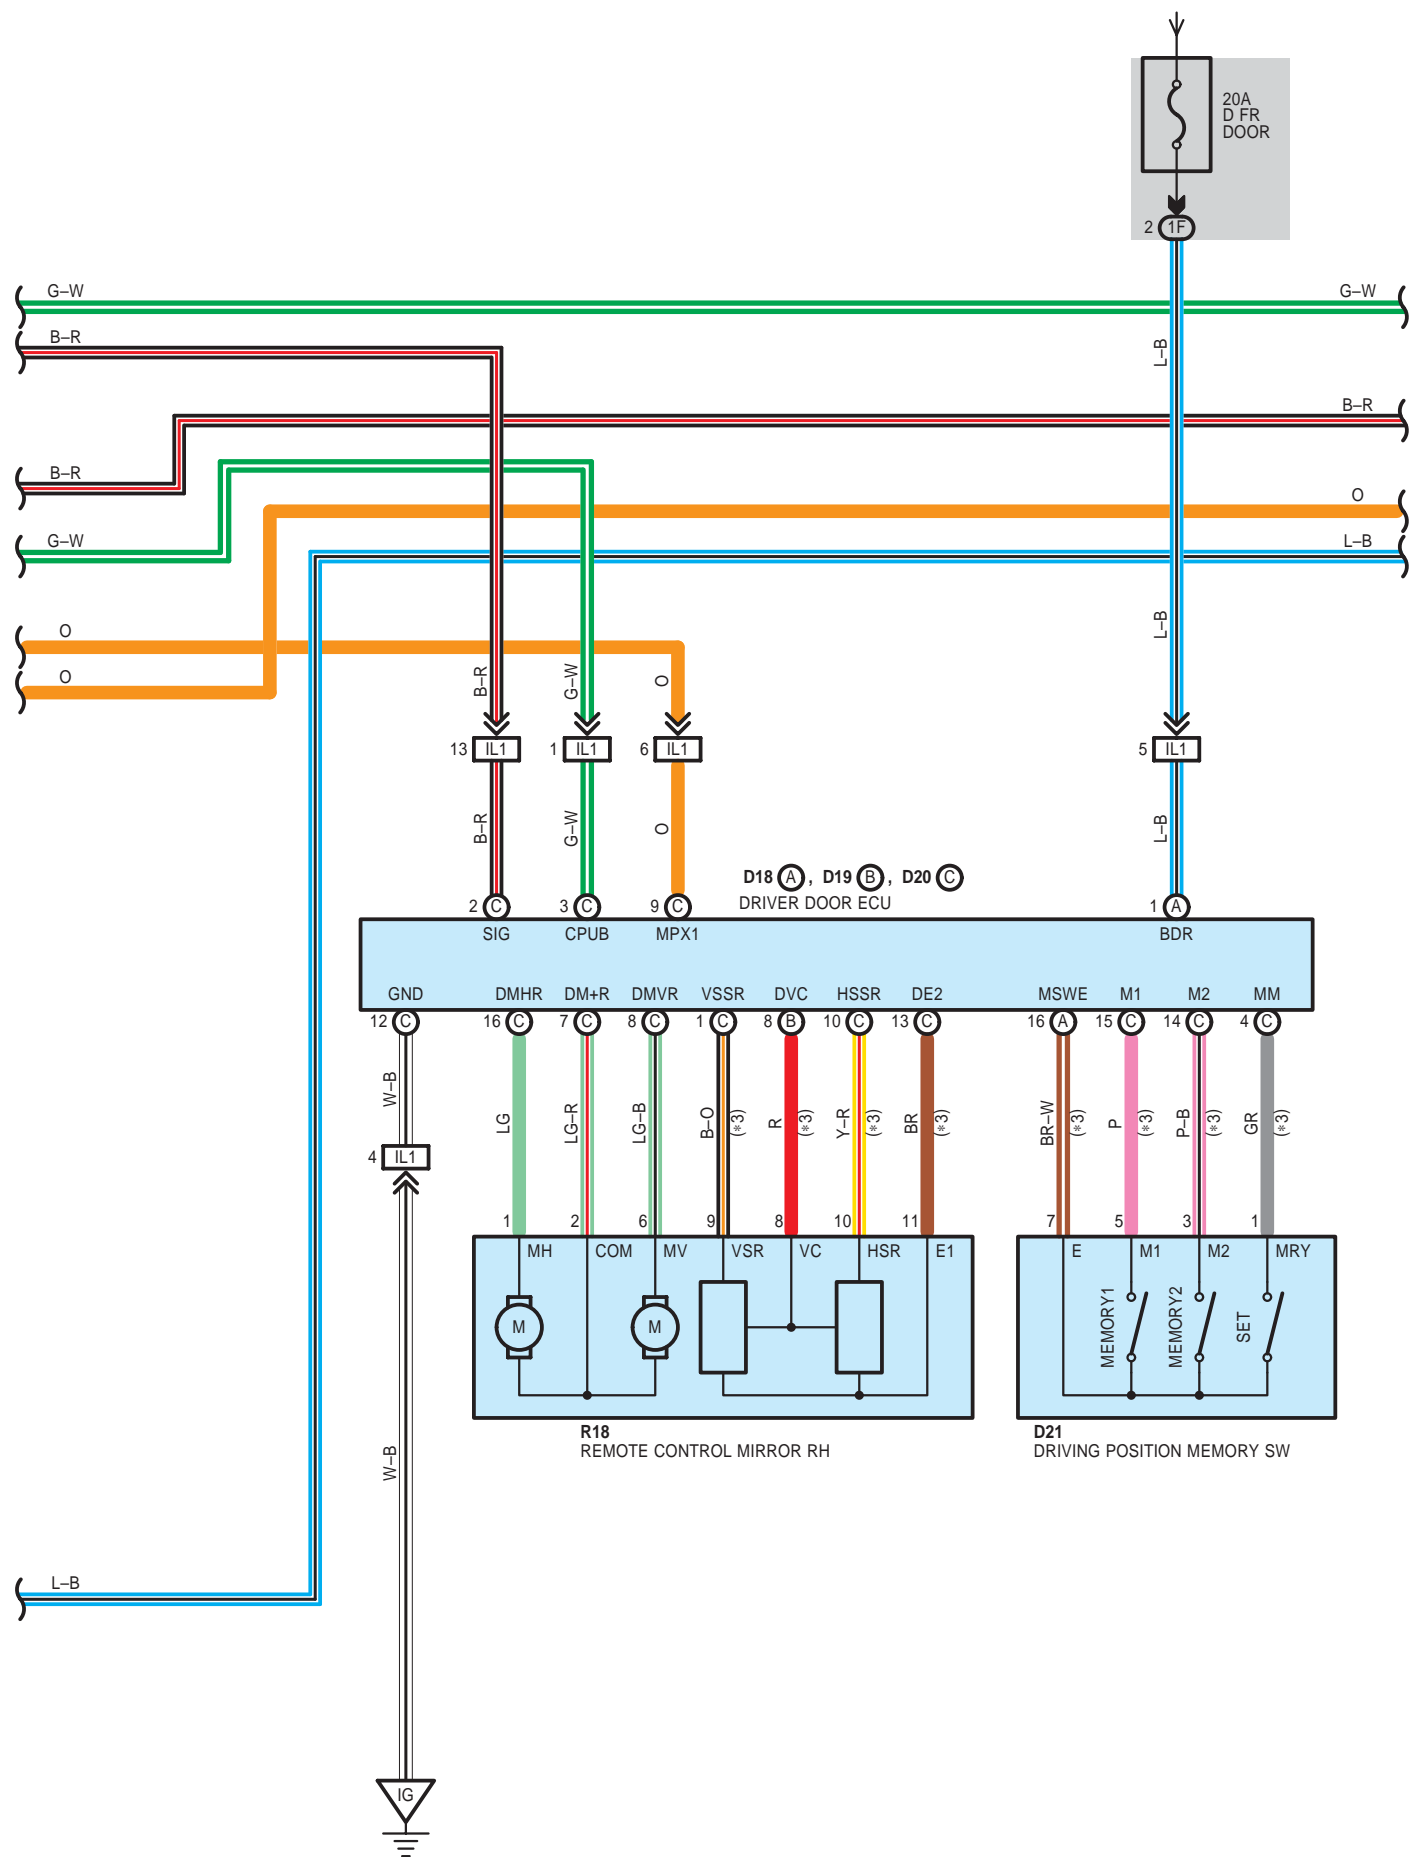 20A
D FR
DOOR
2 1F
G–W G–W
B–R
L–B
B–R
B–R
O
G–W
L–B
O
L–B
O
B–R G–W O
13 IL1 1 IL1 6 IL1 5 IL1
B–R G–W O L–B
D18 A , D19 B , D20 C
DRIVER DOOR ECU
2 C 3 C 9 C 1 A
SIG CPUB MPX1 BDR
GND DMHR DM+R DMVR VSSR DVC HSSR DE2 MSWE M1 M2 MM
12 C 16 C 7 C 8 C 1 C 8 B 10 C 13 C 16 A 15 C 14 C 4 C
W–B LG LG–R LG–B B–O (*3) R (*3) Y–R (*3) BR (*3) BR–W (*3) P (*3) P–B (*3) GR (*3)
4 IL1
1 2 6 9 8 10 11 7 5 3 1
MH COM MV VSR VC HSR E1 E M1 M2 MRY
M M MEMORY1 MEMORY2 SET
R18
REMOTE CONTROL MIRROR RH
D21
DRIVING POSITION MEMORY SW
W–B
L–B
IG